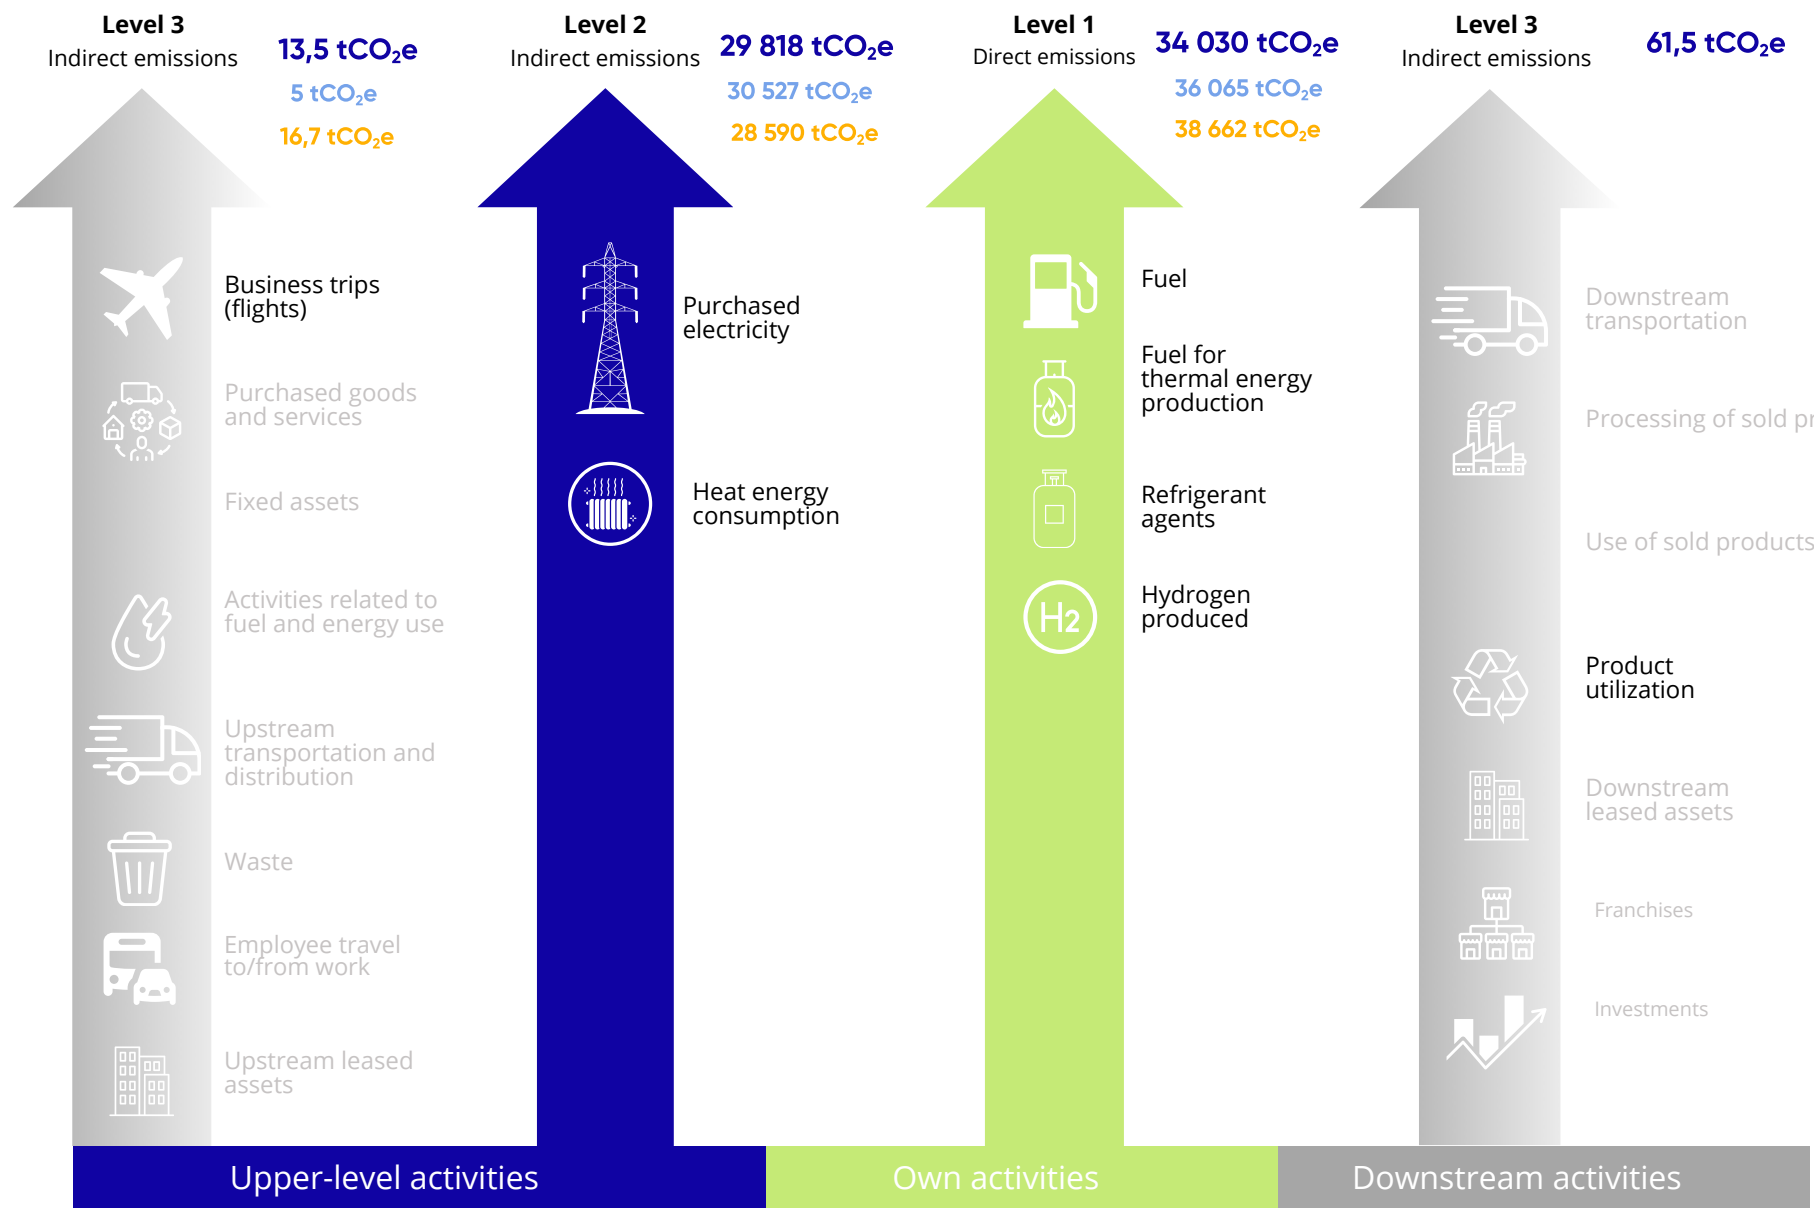 Level 3
Indirect emissions
13,5 tCO₂e
5 tCO₂e
16,7 tCO₂e
Business trips
(flights)
Purchased goods
and services
Fixed assets
Activities related to
fuel and energy use
Upstream
transportation and
distribution
Waste
Employee travel
to/from work
Upstream leased
assets
Level 2
Indirect emissions
29 818 tCO₂e
30 527 tCO₂e
28 590 tCO₂e
Purchased
electricity
Heat energy
consumption
Level 1
Direct emissions
34 030 tCO₂e
36 065 tCO₂e
38 662 tCO₂e
Fuel
Fuel for
thermal energy
production
Refrigerant
agents
H2
Hydrogen
produced
Level 3
Indirect emissions
61,5 tCO₂e
Downstream
transportation
Processing of sold pr
Use of sold products
Product
utilization
Downstream
leased assets
Franchises
Investments
Upper-level activities
Own activities
Downstream activities